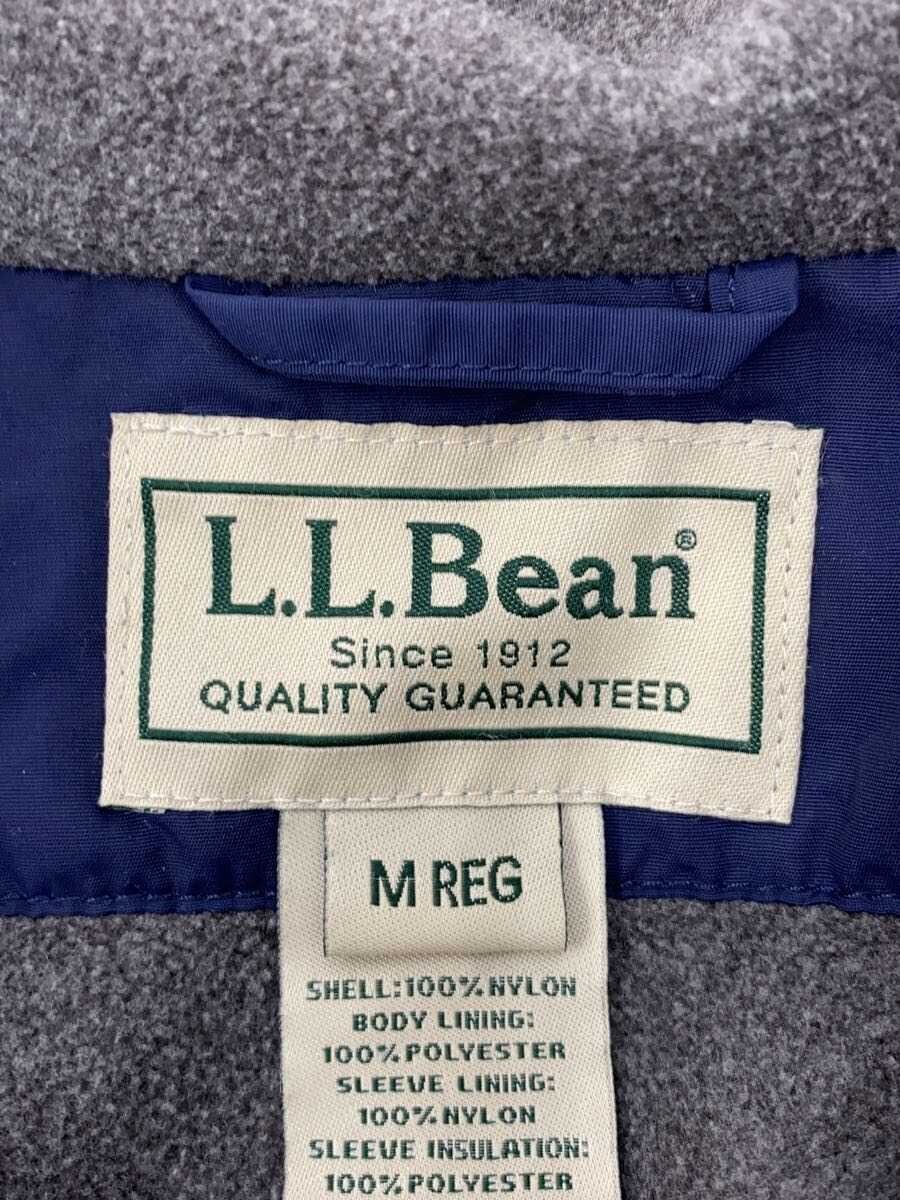 L.L.Bean®
Since 1912
QUALITY GUARANTEED
M REG
SHELL:100%NYLON
BODY LINING:
100%POLYESTER
SLEEVE LINING:
100%NYLON
SLEEVE INSULATION:
100%POLYESTER